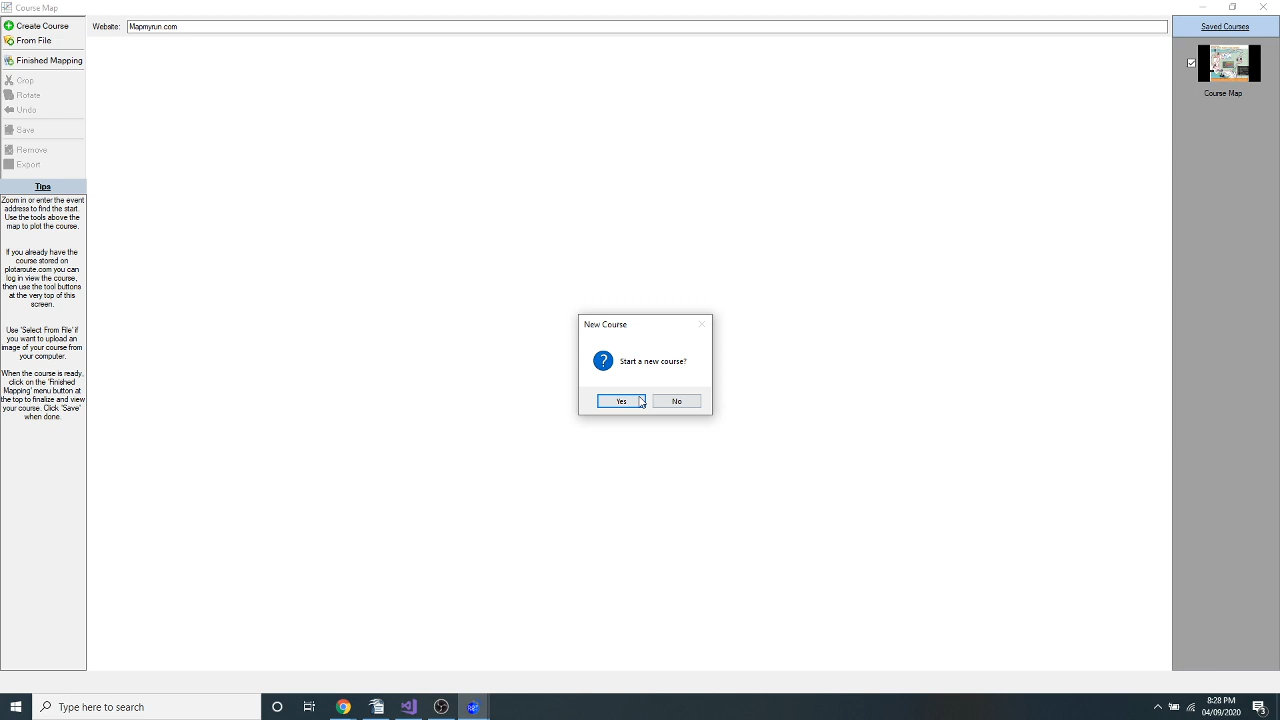 Course Map
Create Course
Website:
Mapmyrun.com
Saved Courses
From File
Finished Mapping
Crop
Rotate
Undo
Save
Remove
Export
Course Map
Tips
Zoom in or enter the event
address to find the start.
Use the tools above the
map to plot the course.
If you already have the
course stored on
plotaroute.com you can
log in view the course,
then use the tool buttons
at the very top of this
screen.
Use 'Select From File' if
you want to upload an
image of your course from
your computer.
When the course is ready,
click on the 'Finished
Mapping' menu button at
the top to finalize and view
your course. Click 'Save'
when done.
New Course
Start a new course?
Yes
No
Type here to search
8:28 PM
04/09/2020
3